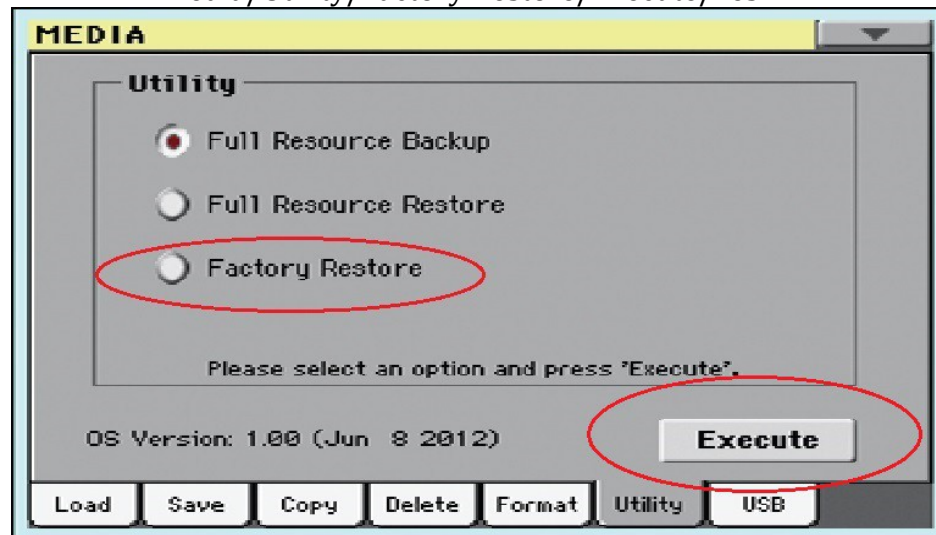 MEDIA
Utility
Full Resource Backup
Full Resource Restore
Factory Restore
Please select an option and press "Execute".
OS Version: 1.00 (Jun 8 2012)
Execute
Load Save Copy Delete Format Utility USB